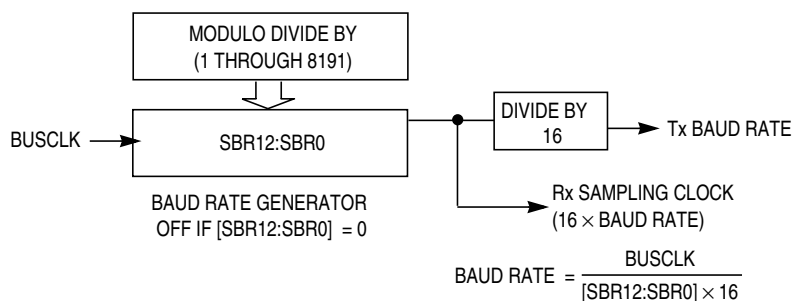 MODULO DIVIDE BY
(1 THROUGH 8191)
BUSCLK
SBR12:SBR0
DIVIDE BY
16
Tx BAUD RATE
BAUD RATE GENERATOR
OFF IF [SBR12:SBR0] = 0
Rx SAMPLING CLOCK
(16 × BAUD RATE)
BAUD RATE =
BUSCLK
[SBR12:SBR0] × 16